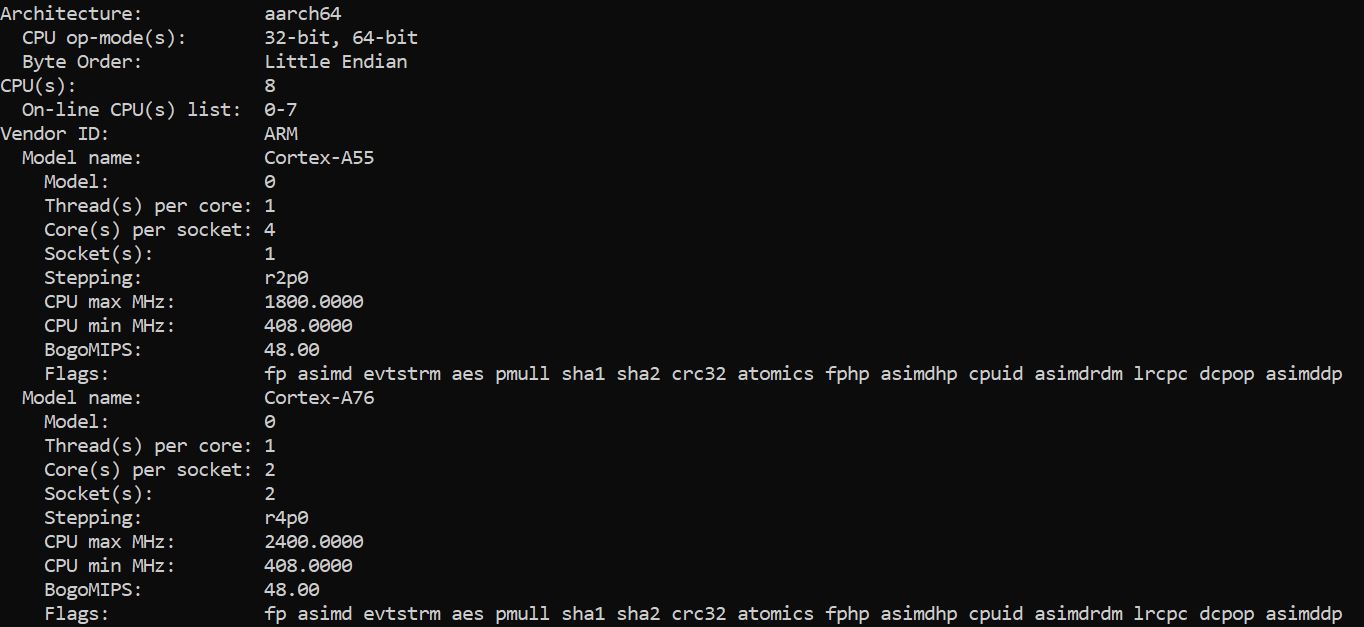 Architecture:           aarch64
  CPU op-mode(s):       32-bit, 64-bit
  Byte Order:           Little Endian
CPU(s):                 8
  On-line CPU(s) list:  0-7
Vendor ID:              ARM
  Model name:           Cortex-A55
    Model:              0
    Thread(s) per core: 1
    Core(s) per socket: 4
    Socket(s):          1
    Stepping:           r2p0
    CPU max MHz:        1800.0000
    CPU min MHz:        408.0000
    BogoMIPS:           48.00
    Flags:              fp asimd evtstrm aes pmull sha1 sha2 crc32 atomics fphp asimdhp cpuid asimdrdm lrcpc dcpop asimddp
  Model name:           Cortex-A76
    Model:              0
    Thread(s) per core: 1
    Core(s) per socket: 2
    Socket(s):          2
    Stepping:           r4p0
    CPU max MHz:        2400.0000
    CPU min MHz:        408.0000
    BogoMIPS:           48.00
    Flags:              fp asimd evtstrm aes pmull sha1 sha2 crc32 atomics fphp asimdhp cpuid asimdrdm lrcpc dcpop asimddp